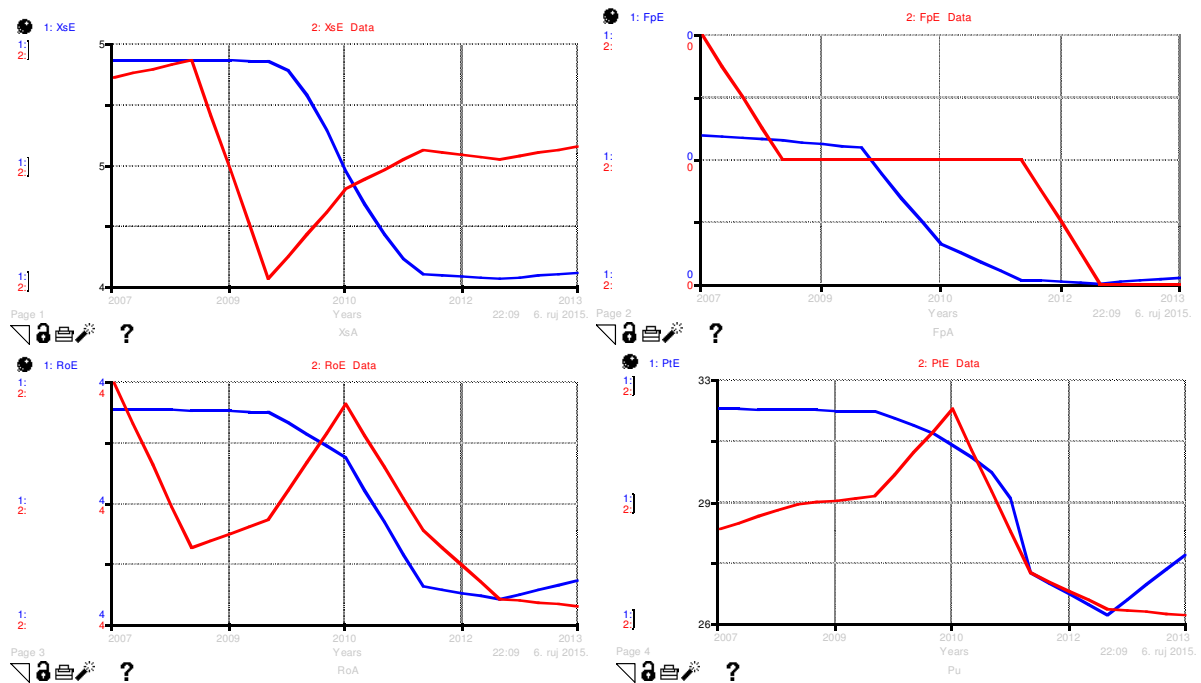 1: XsE 2: XsE Data
1: 5
2:
1: 5
2:
1: 4
2:
2007 2009 2010 2012 2013
Page 1 Years 22:09 6. ruj 2015.
XsA
?
1: FpE 2: FpE Data
1: 0
2: 0
1: 0
2: 0
1: 0
2: 0
2007 2009 2010 2012 2013
Page 2 Years 22:09 6. ruj 2015.
FpA
?
1: RoE 2: RoE Data
1: 4
2: 4
1: 4
2: 4
1: 4
2: 4
2007 2009 2010 2012 2013
Page 3 Years 22:09 6. ruj 2015.
RoA
?
1: PtE 2: PtE Data
1: 33
2:
1: 29
2:
1: 26
2:
2007 2009 2010 2012 2013
Page 4 Years 22:09 6. ruj 2015.
Pu
?